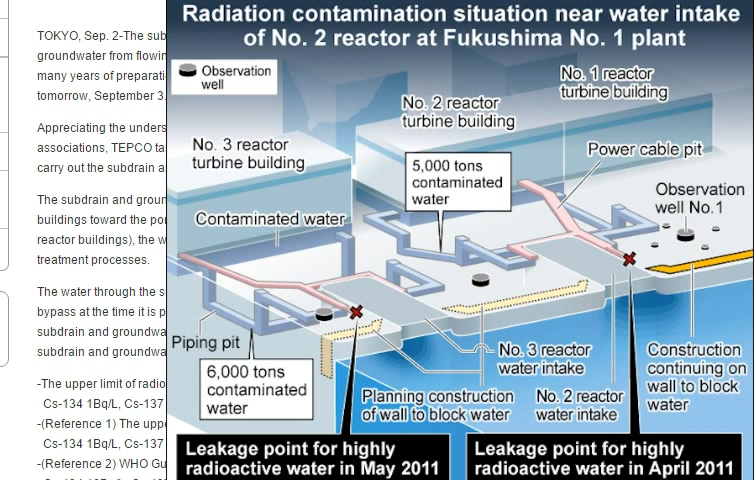 TOKYO, Sep. 2-The sub
groundwater from flowin
many years of preparati
tomorrow, September 3.
Appreciating the unders
associations, TEPCO ta
carry out the subdrain a
The subdrain and groun
buildings toward the por
reactor buildings), the w
treatment processes.
The water through the s
bypass at the time it is p
subdrain and groundwa
subdrain and groundwa
-The upper limit of radio
Cs-134 1Bq/L, Cs-137
-(Reference 1) The uppe
Cs-134 1Bq/L, Cs-137
-(Reference 2) WHO Gu
Radiation contamination situation near water intake
of No. 2 reactor at Fukushima No. 1 plant
Observation
well
No. 1 reactor
turbine building
No. 2 reactor
turbine building
No. 3 reactor
turbine building
Power cable pit
5,000 tons
contaminated
water
Observation
well No.1
Contaminated water
Piping pit
6,000 tons
contaminated
water
No. 3 reactor
water intake
Construction
continuing on
wall to block
water
Planning construction
of wall to block water
No. 2 reactor
water intake
Leakage point for highly
radioactive water in May 2011
Leakage point for highly
radioactive water in April 2011